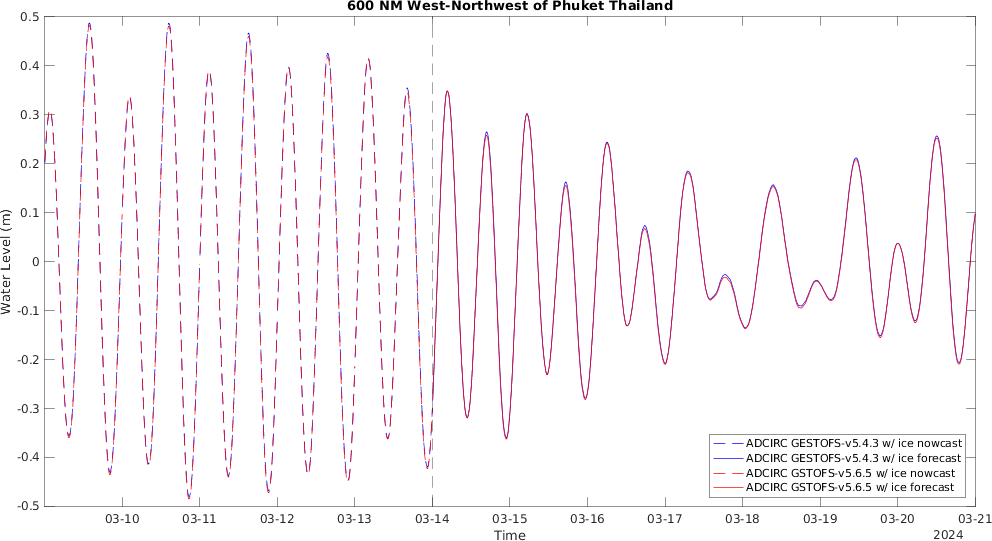 600 NM West-Northwest of Phuket Thailand
0.5
0.4
0.3
0.2
0.1
0
-0.1
-0.2
-0.3
-0.4
-0.5
Water Level (m)
ADCIRC GESTOFS-v5.4.3 w/ ice nowcast
ADCIRC GESTOFS-v5.4.3 w/ ice forecast
ADCIRC GSTOFS-v5.6.5 w/ ice nowcast
ADCIRC GSTOFS-v5.6.5 w/ ice forecast
03-10 03-11 03-12 03-13 03-14 03-15 03-16 03-17 03-18 03-19 03-20 03-21
Time
2024